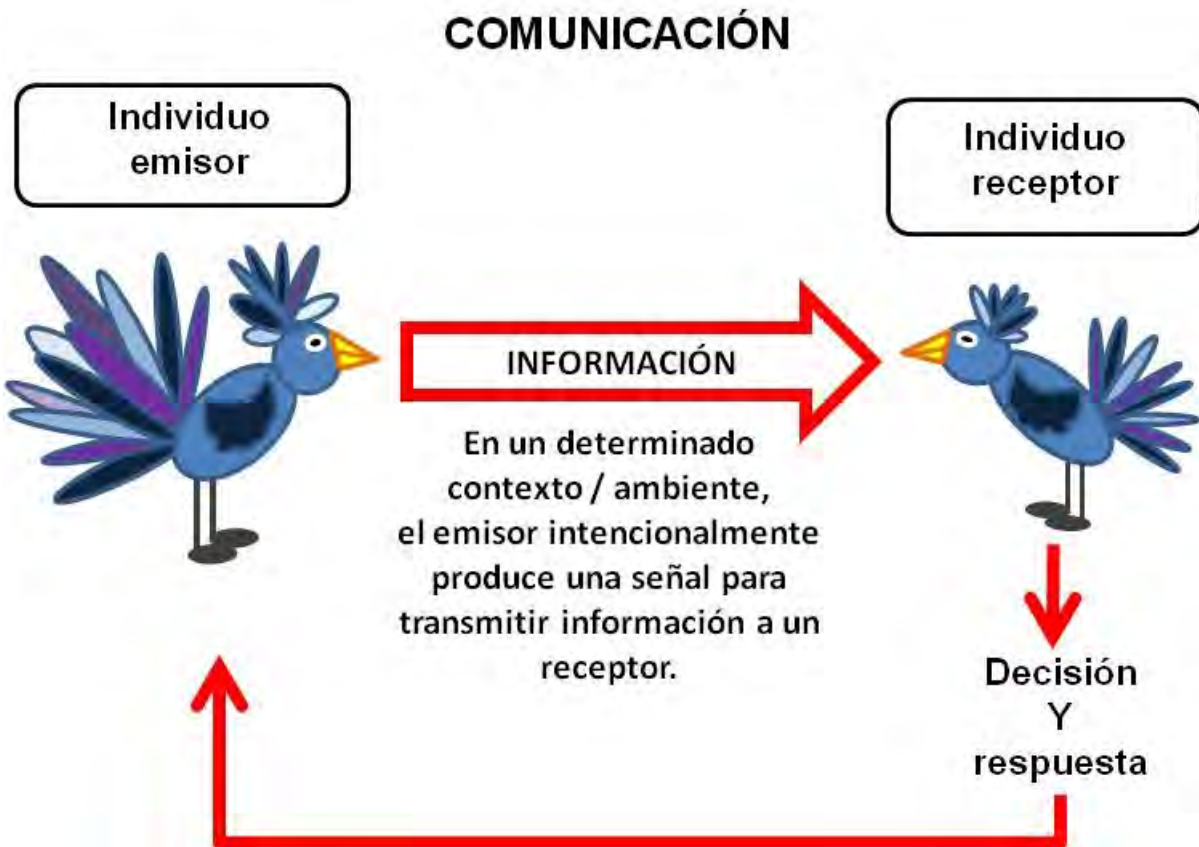 COMUNICACIÓN
Individuo
emisor
Individuo
receptor
INFORMACIÓN
En un determinado
contexto / ambiente,
el emisor intencionalmente
produce una señal para
transmitir información a un
receptor.
Decisión
Y
respuesta